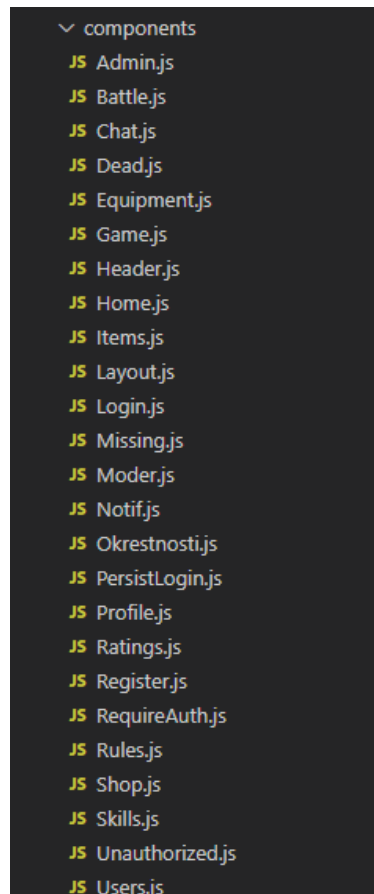 components
JS Admin.js
JS Battle.js
JS Chat.js
JS Dead.js
JS Equipment.js
JS Game.js
JS Header.js
JS Home.js
JS Items.js
JS Layout.js
JS Login.js
JS Missing.js
JS Moder.js
JS Notif.js
JS Okrestnosti.js
JS PersistLogin.js
JS Profile.js
JS Ratings.js
JS Register.js
JS RequireAuth.js
JS Rules.js
JS Shop.js
JS Skills.js
JS Unauthorized.js
JS Users.js